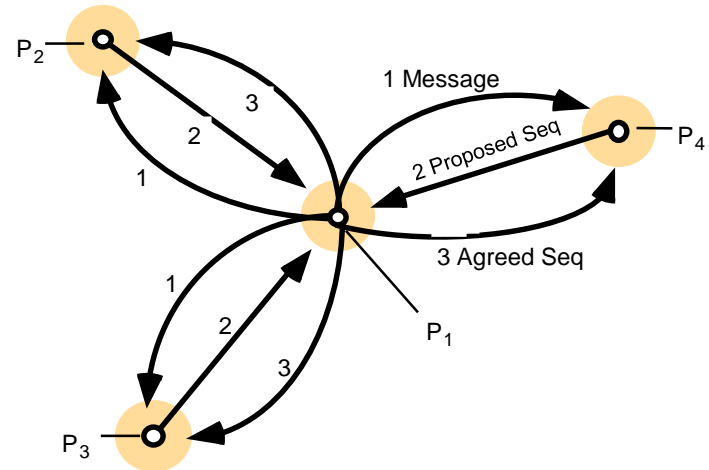 P2
3
1 Message
2
2 Proposed Seq
P4
1
3 Agreed Seq
1
2
P1
3
P3